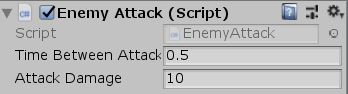 Enemy Attack (Script)
Script EnemyAttack
Time Between Attack 0.5
Attack Damage 10